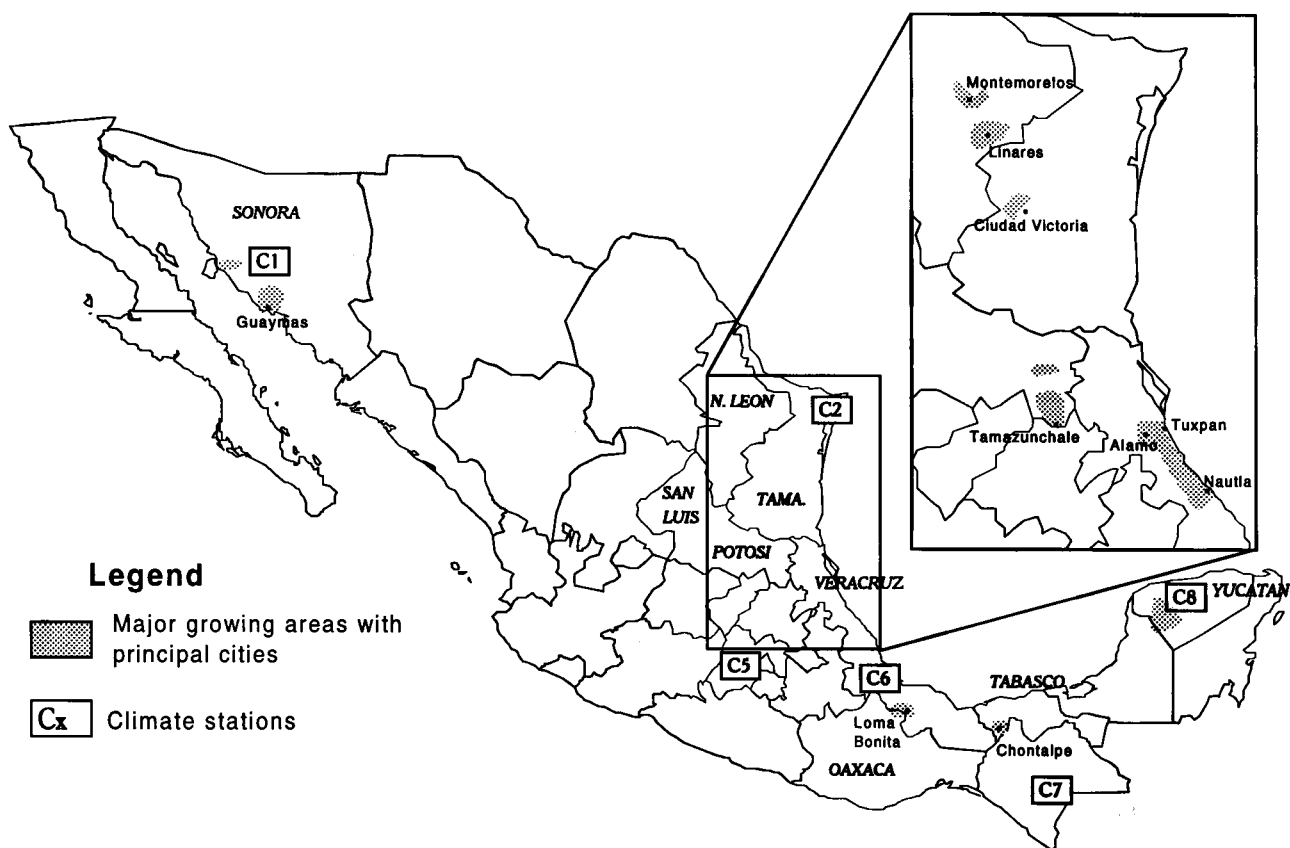 Montemorelos
Linares
Ciudad Victoria
Tamazunchale
Alamo
Tuxpan
Nautla
SONORA
C1
Guaymas
N. LEON
C2
SAN
LUIS
TAMA.
POTOSI
VERACRUZ
C8
YUCATAN
C5
C6
TABASCO
Loma
Bonita
Chontalpe
OAXACA
C7
Legend
Major growing areas with
principal cities
Cx
Climate stations